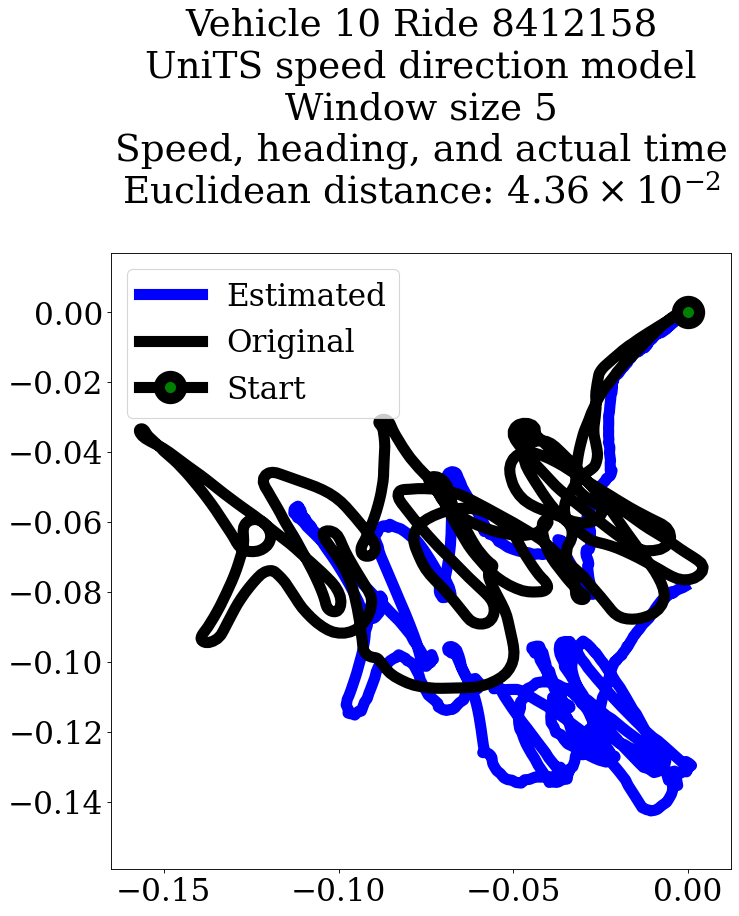 Vehicle 10 Ride 8412158
UniTS speed direction model
Window size 5
Speed, heading, and actual time
Euclidean distance: 4.36 × 10⁻²
Estimated
Original
Start
0.00
−0.02
−0.04
−0.06
−0.08
−0.10
−0.12
−0.14
−0.15 −0.10 −0.05 0.00